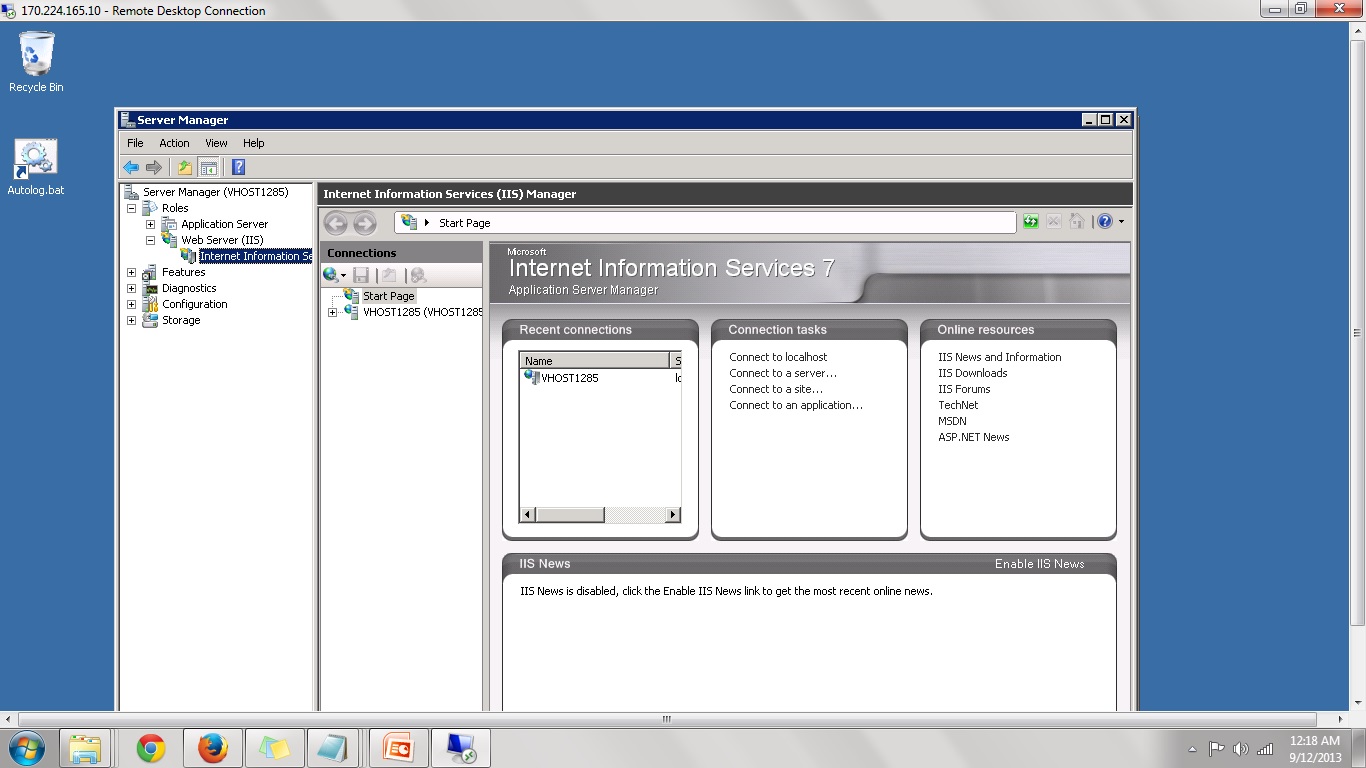 170.224.165.10 - Remote Desktop Connection
Recycle Bin
Autolog.bat
Server Manager
File Action View Help
Server Manager (VHOST1285)
Roles
Application Server
Web Server (IIS)
Internet Information Se
Features
Diagnostics
Configuration
Storage
Internet Information Services (IIS) Manager
Start Page
Connections
Start Page
VHOST1285 (VHOST1285
Microsoft
Internet Information Services 7
Application Server Manager
Recent connections
Name S
VHOST1285 lo
Connection tasks
Connect to localhost
Connect to a server...
Connect to a site...
Connect to an application...
Online resources
IIS News and Information
IIS Downloads
IIS Forums
TechNet
MSDN
ASP.NET News
IIS News
Enable IIS News
IIS News is disabled, click the Enable IIS News link to get the most recent online news.
12:18 AM
9/12/2013